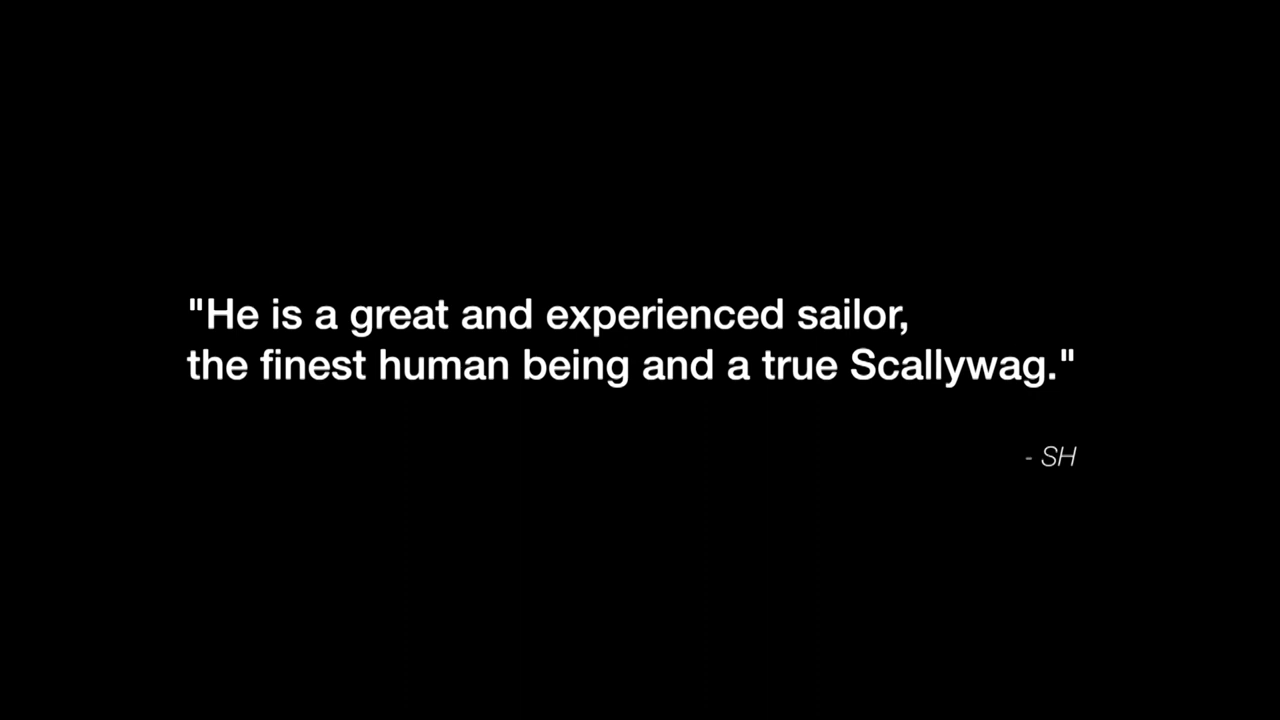 "He is a great and experienced sailor,
the finest human being and a true Scallywag."
- SH